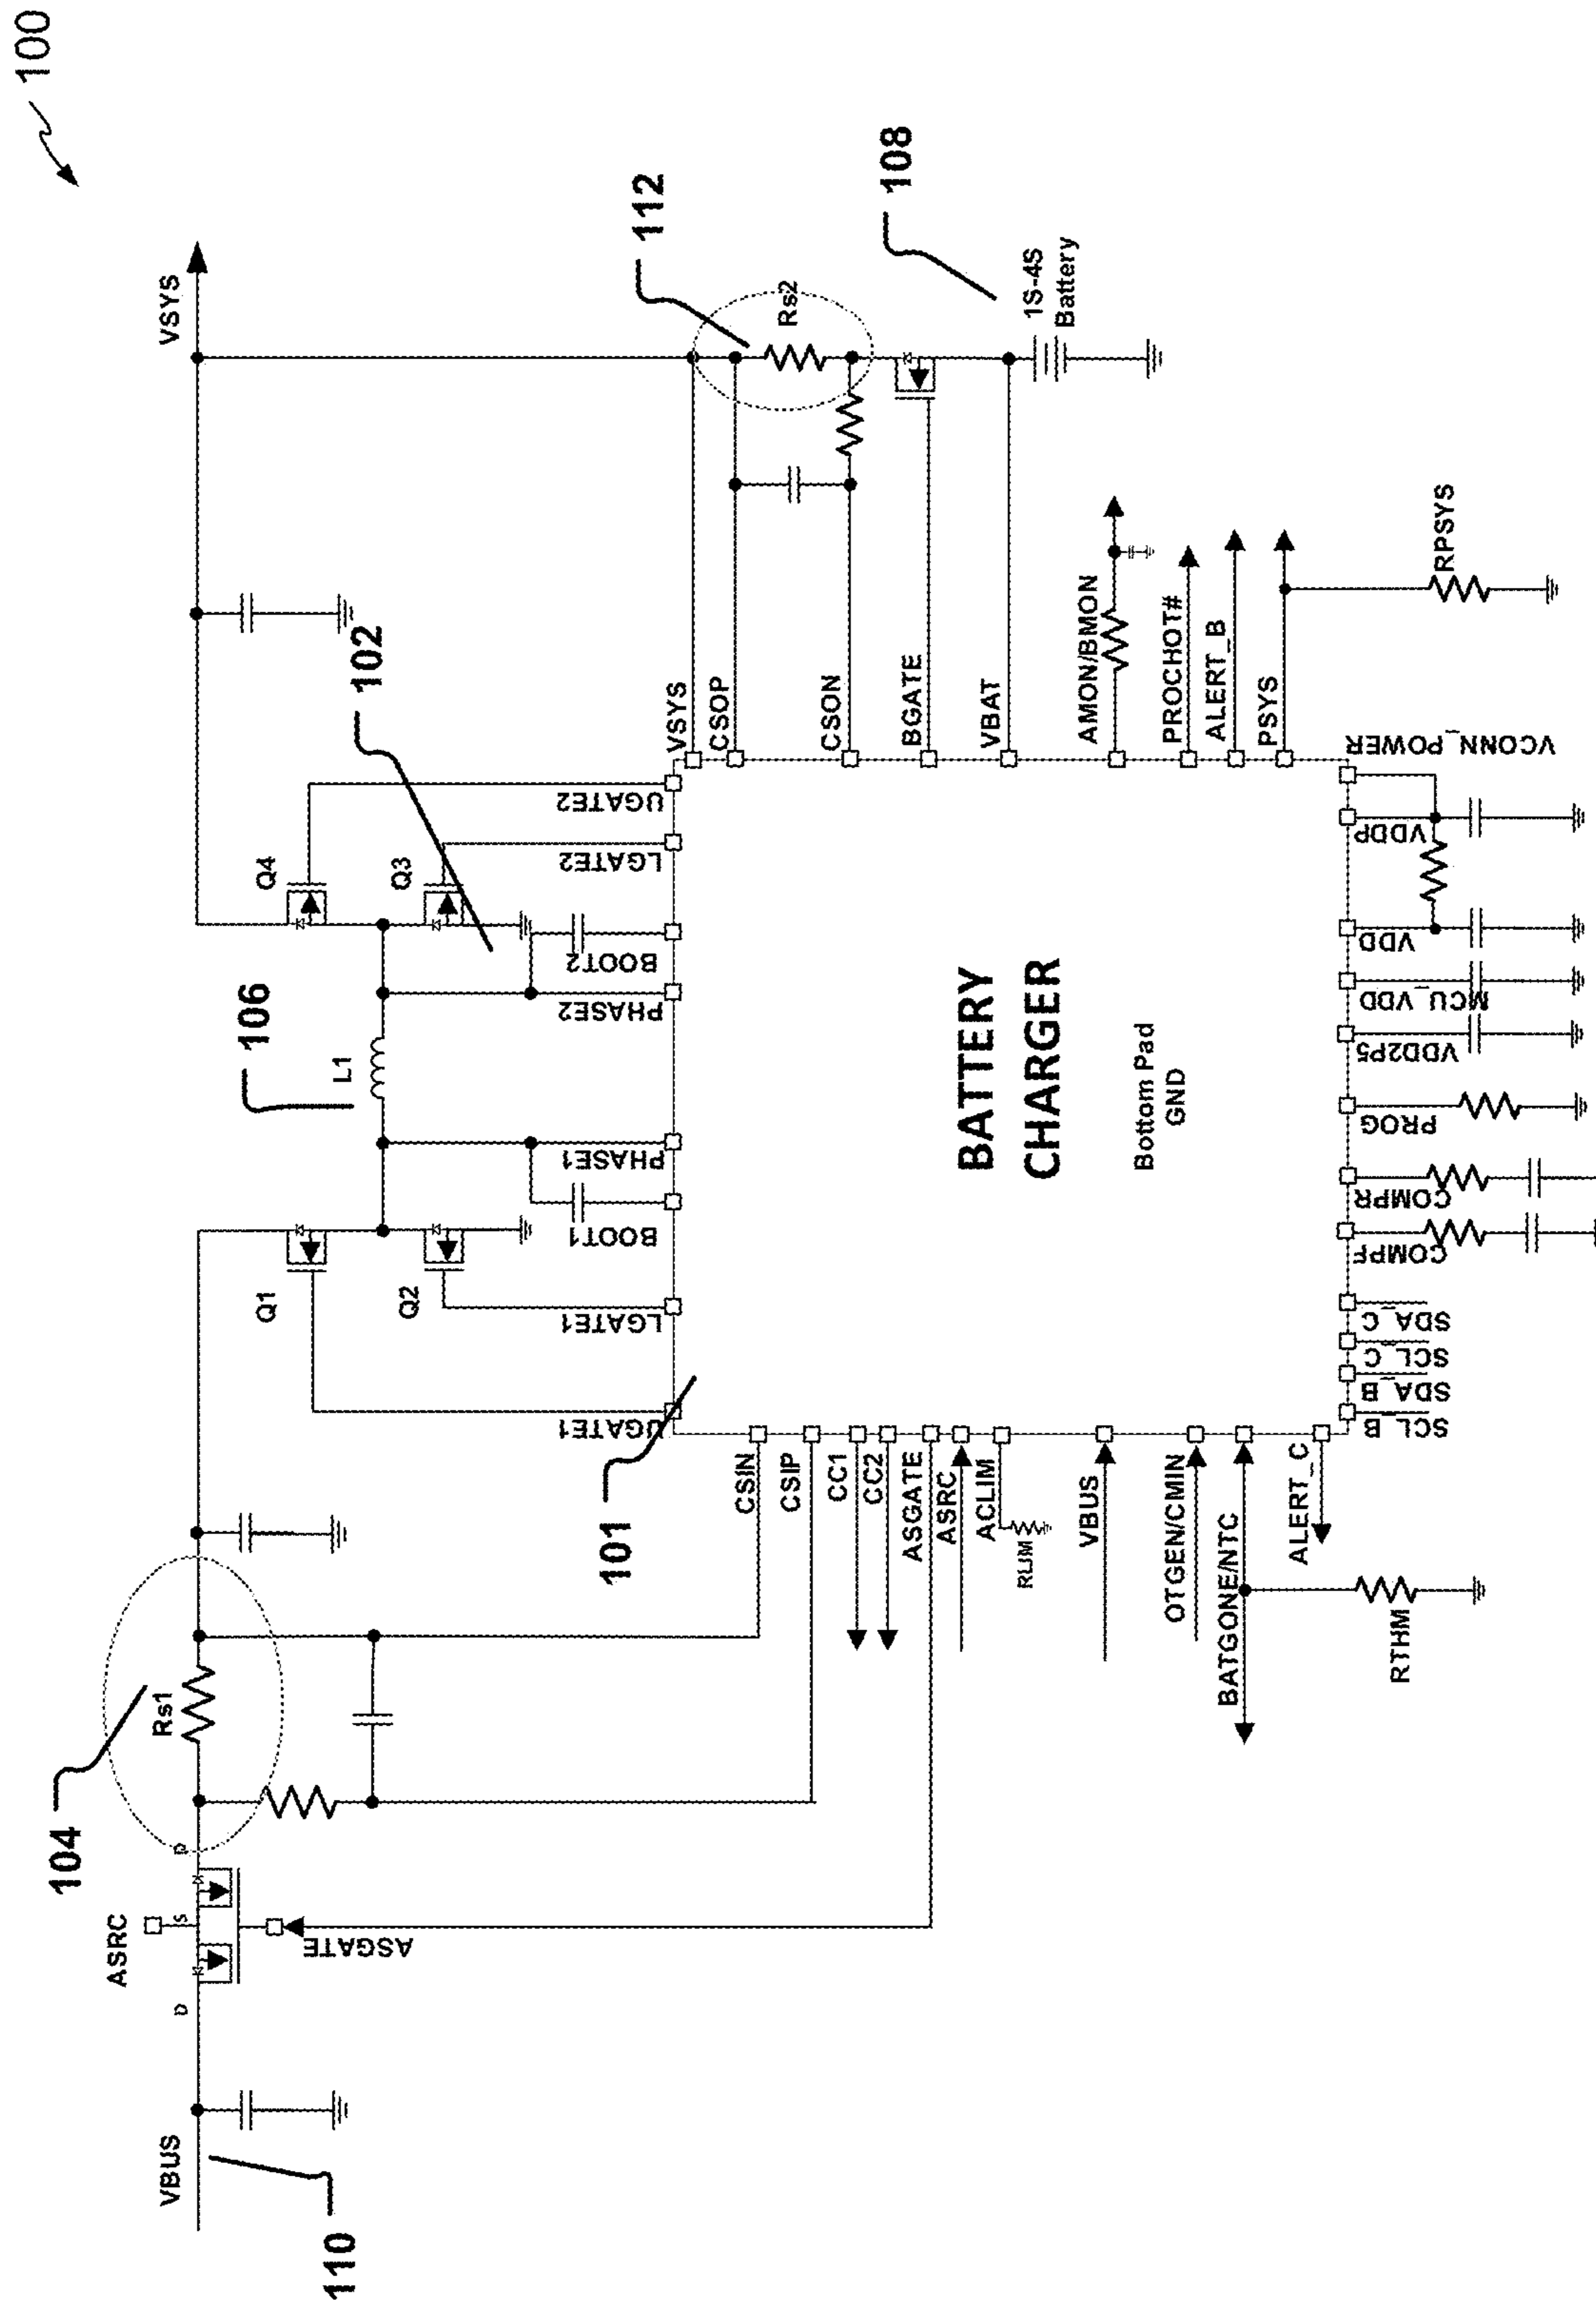 100
VSYS
VBUS
110
ASRC
D
S
D
ASGATE
104
Rs1
Q1
Q2
106
L1
Q4
Q3
102
112
Rs2
108
1S-4S
Battery
101
UGATE1
LGATE1
BOOT1
PHASE1
PHASE2
BOOT2
LGATE2
UGATE2
CSIN
CSIP
CC1
CC2
ASGATE
ASRC
ACLIM
RLIM
VBUS
OTGEN/CMIN
BATGONE/NTC
RTHM
ALERT_C
BATTERY
CHARGER
Bottom Pad
GND
VSYS
CSOP
CSON
BGATE
VBAT
AMON/BMON
PROCHOT#
ALERT_B
PSYS
RPSYS
SCL_B
SDA_B
SCL_C
SDA_C
COMPF
COMPR
PROG
VDD2P5
MCU_VDD
VDD
VDDP
VCONN_POWER